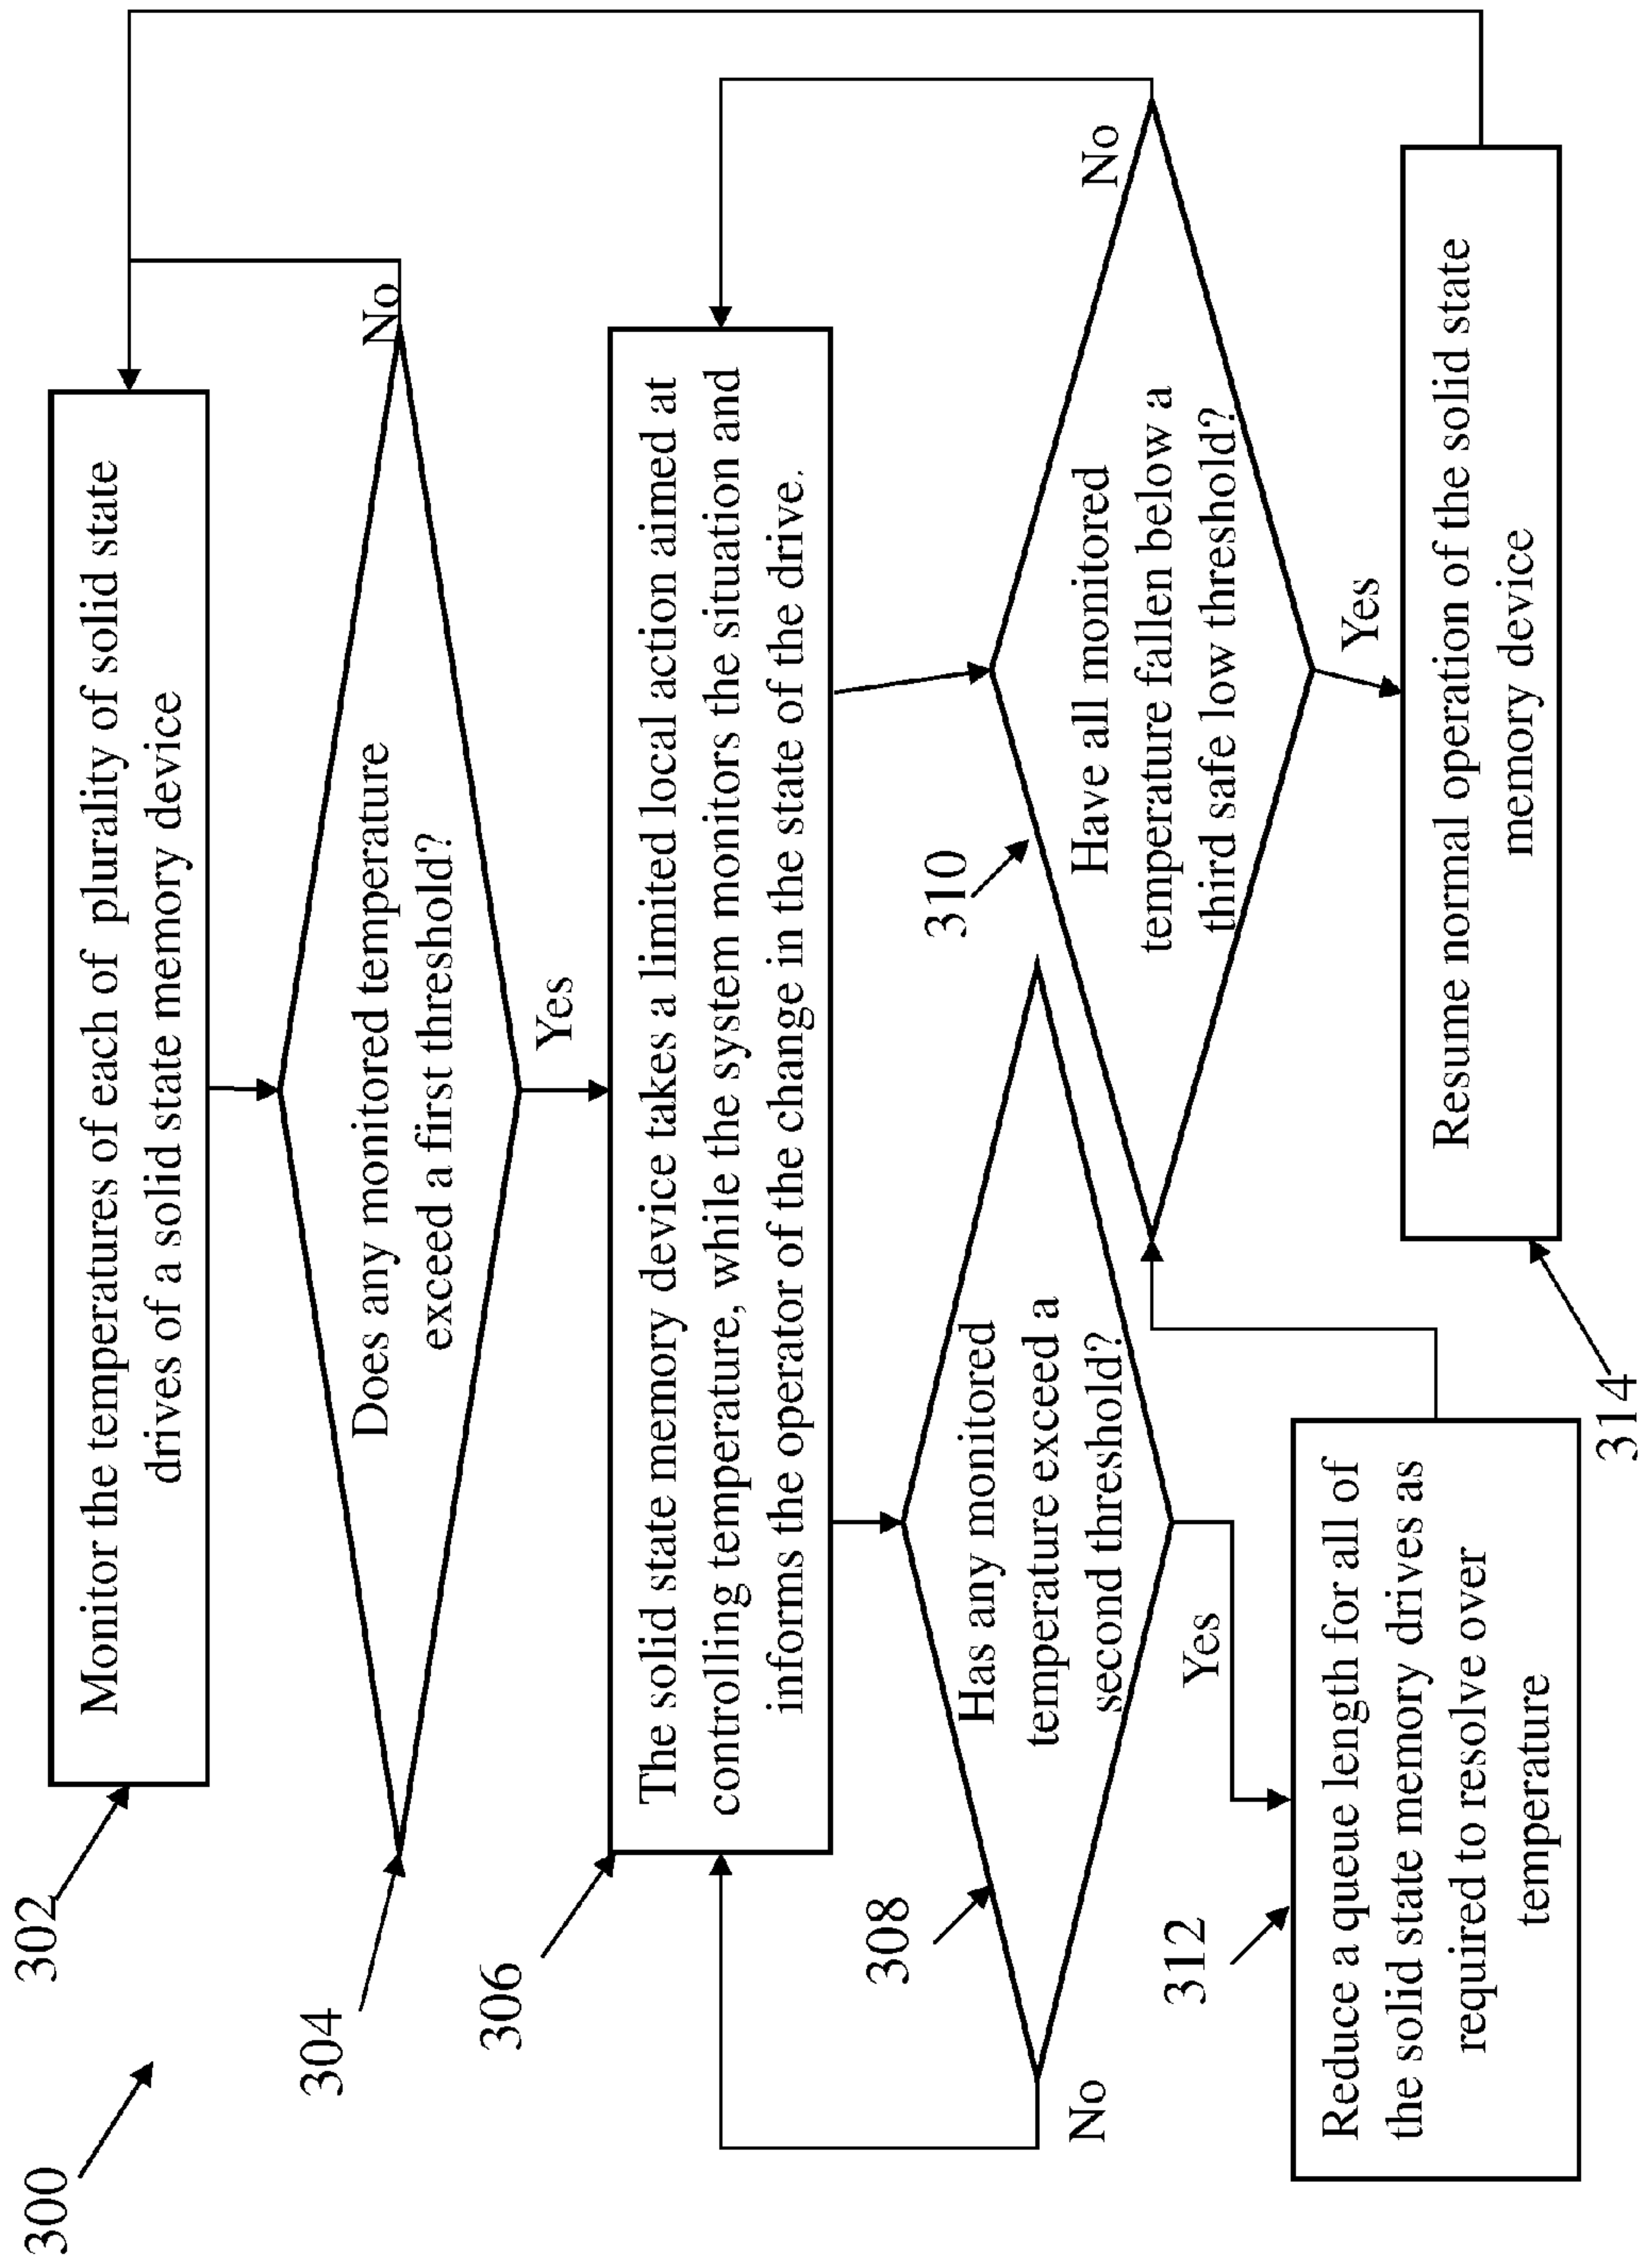 300
302
Monitor the temperatures of each of plurality of solid state
drives of a solid state memory device
304
Does any monitored temperature
exceed a first threshold?
No
Yes
306
The solid state memory device takes a limited local action aimed at
controlling temperature, while the system monitors the situation and
informs the operator of the change in the state of the drive.
308
Has any monitored
temperature exceed a
second threshold?
No
Yes
310
Have all monitored
temperature fallen below a
third safe low threshold?
No
Yes
312
Reduce a queue length for all of
the solid state memory drives as
required to resolve over
temperature
314
Resume normal operation of the solid state
memory device